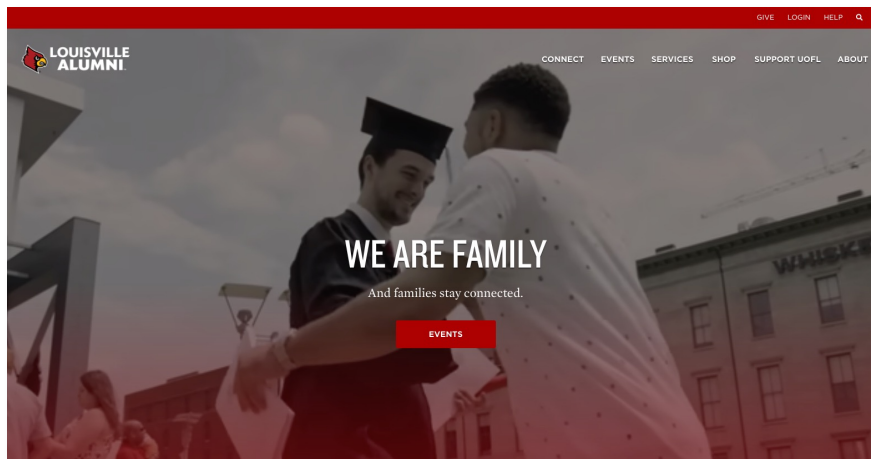 GIVE LOGIN HELP
LOUISVILLE
ALUMNI
CONNECT EVENTS SERVICES SHOP SUPPORT UOFL ABOUT
WE ARE FAMILY
And families stay connected.
EVENTS